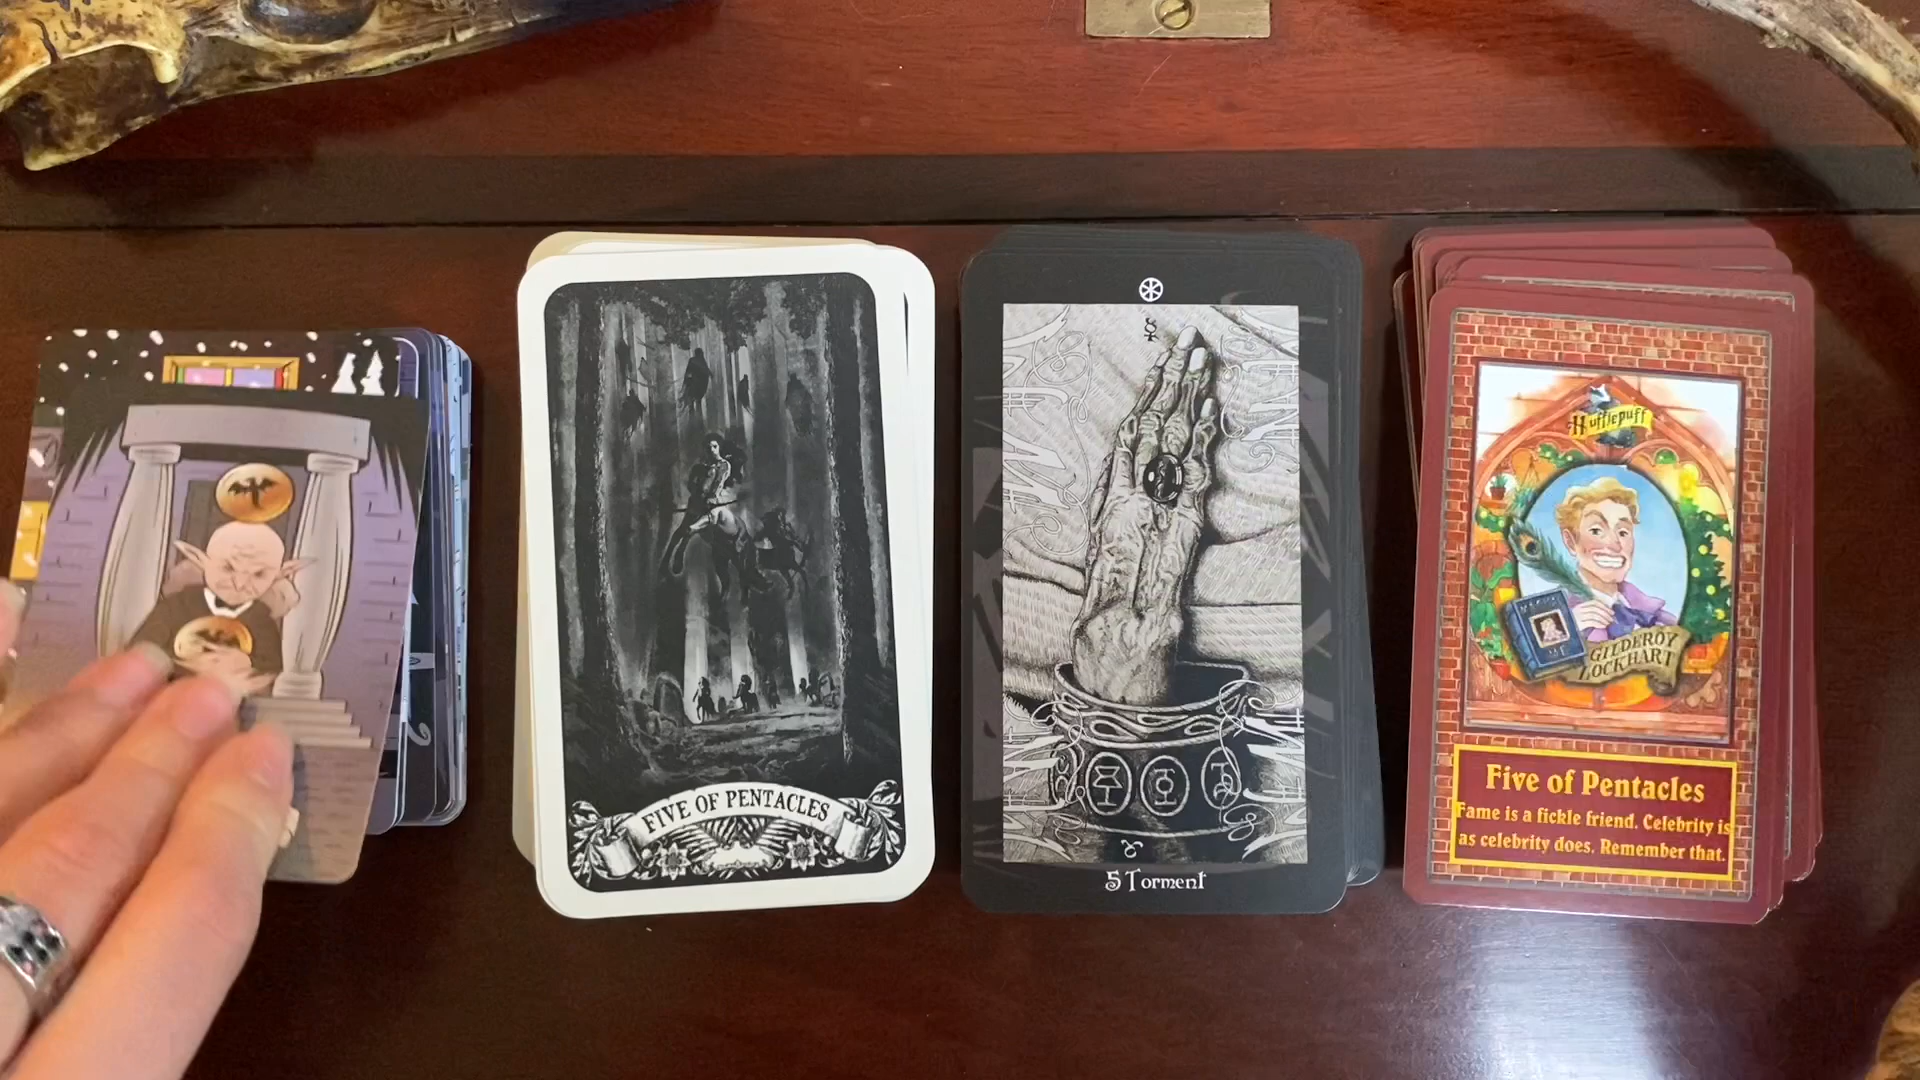 FIVE OF PENTACLES
5 Torment
Hufflepuff
GILDEROY
LOCKHART
Five of Pentacles
Fame is a fickle friend. Celebrity is
as celebrity does. Remember that.